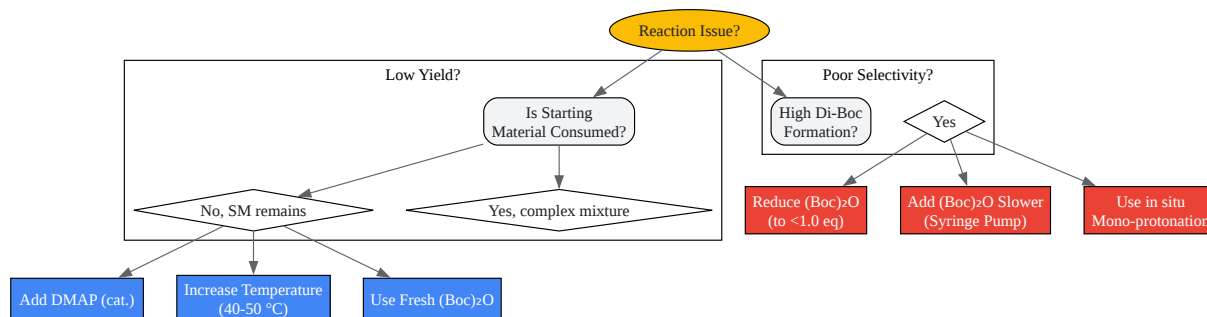 Reaction Issue?
Low Yield?
Poor Selectivity?
Is Starting
Material Consumed?
High Di-Boc
Formation?
Yes
No, SM remains
Yes, complex mixture
Reduce (Boc)₂O
(to <1.0 eq)
Add (Boc)₂O Slower
(Syringe Pump)
Use in situ
Mono-protonation
Add DMAP (cat.)
Increase Temperature
(40-50 °C)
Use Fresh (Boc)₂O